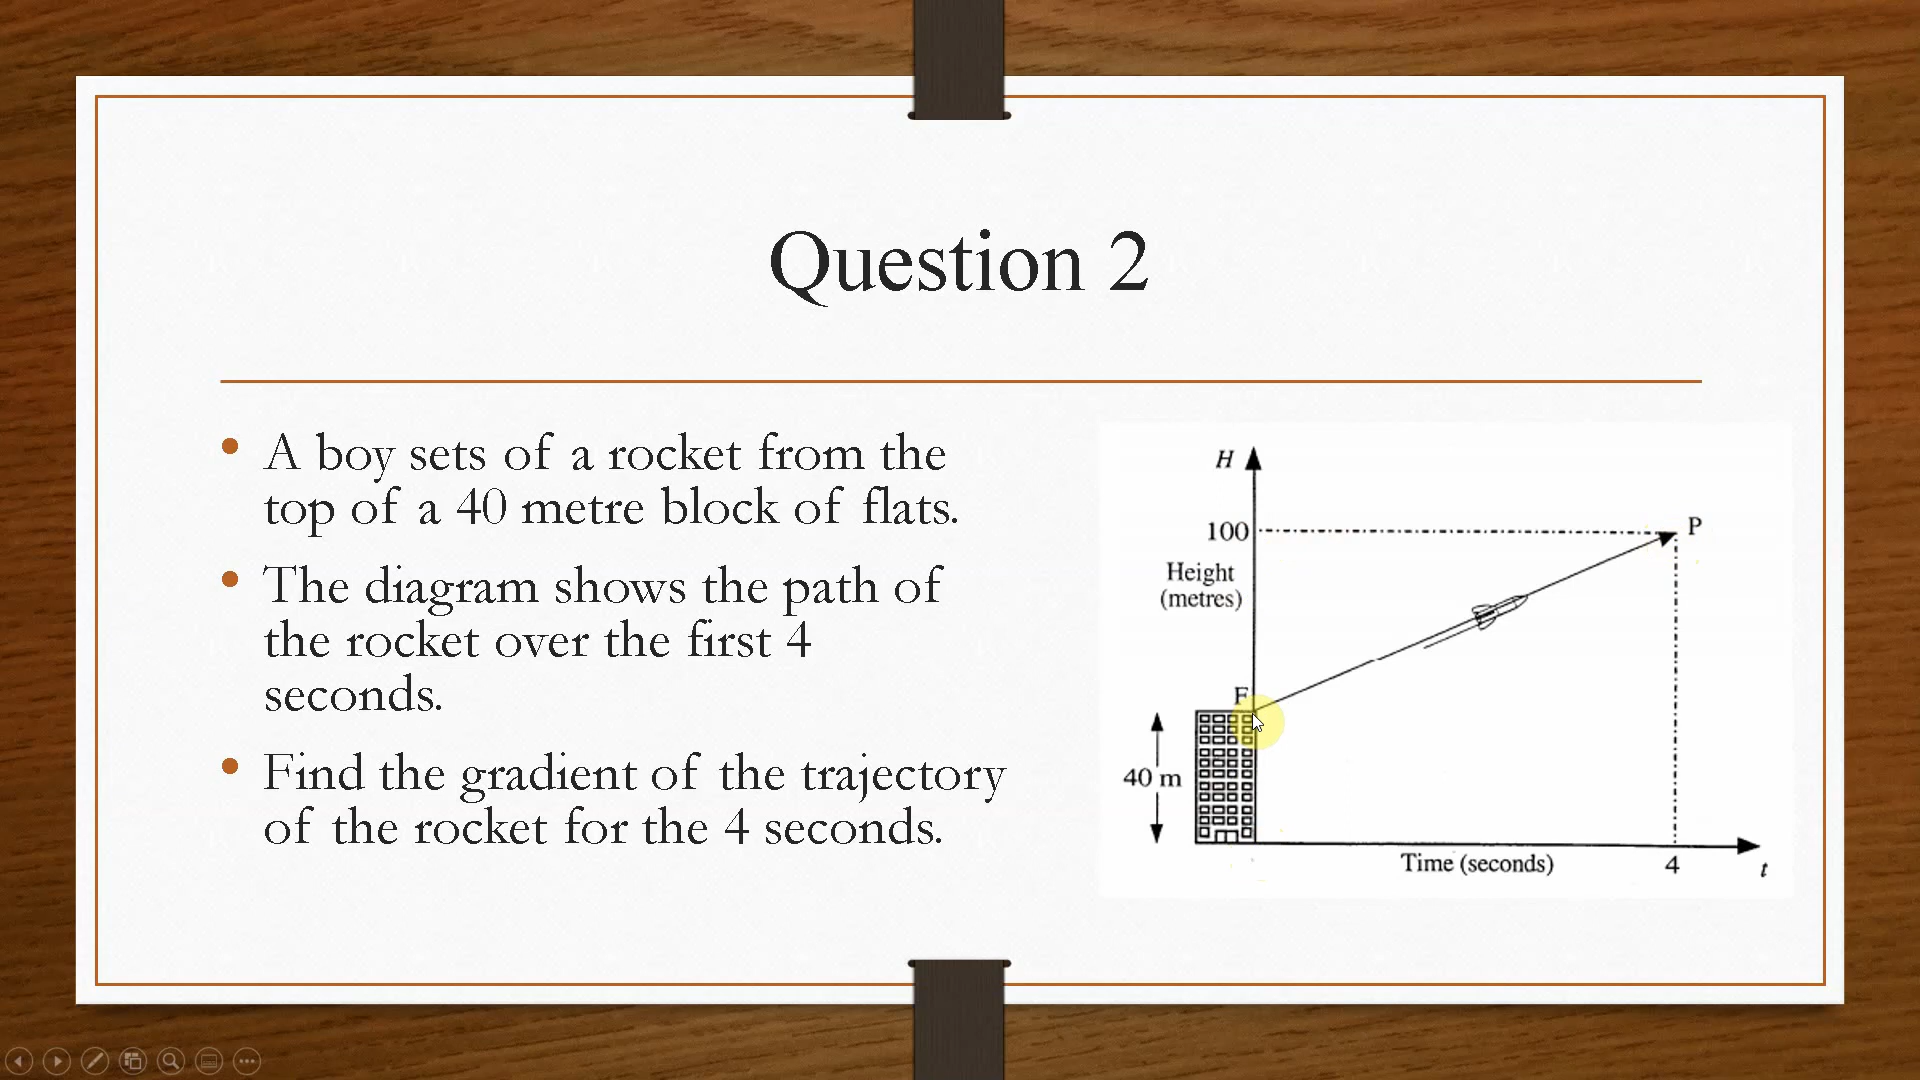 Question 2
• A boy sets of a rocket from the
top of a 40 metre block of flats.
• The diagram shows the path of
the rocket over the first 4
seconds.
• Find the gradient of the trajectory
of the rocket for the 4 seconds.
H
100
P
Height
(metres)
F
40 m
Time (seconds)
4
t